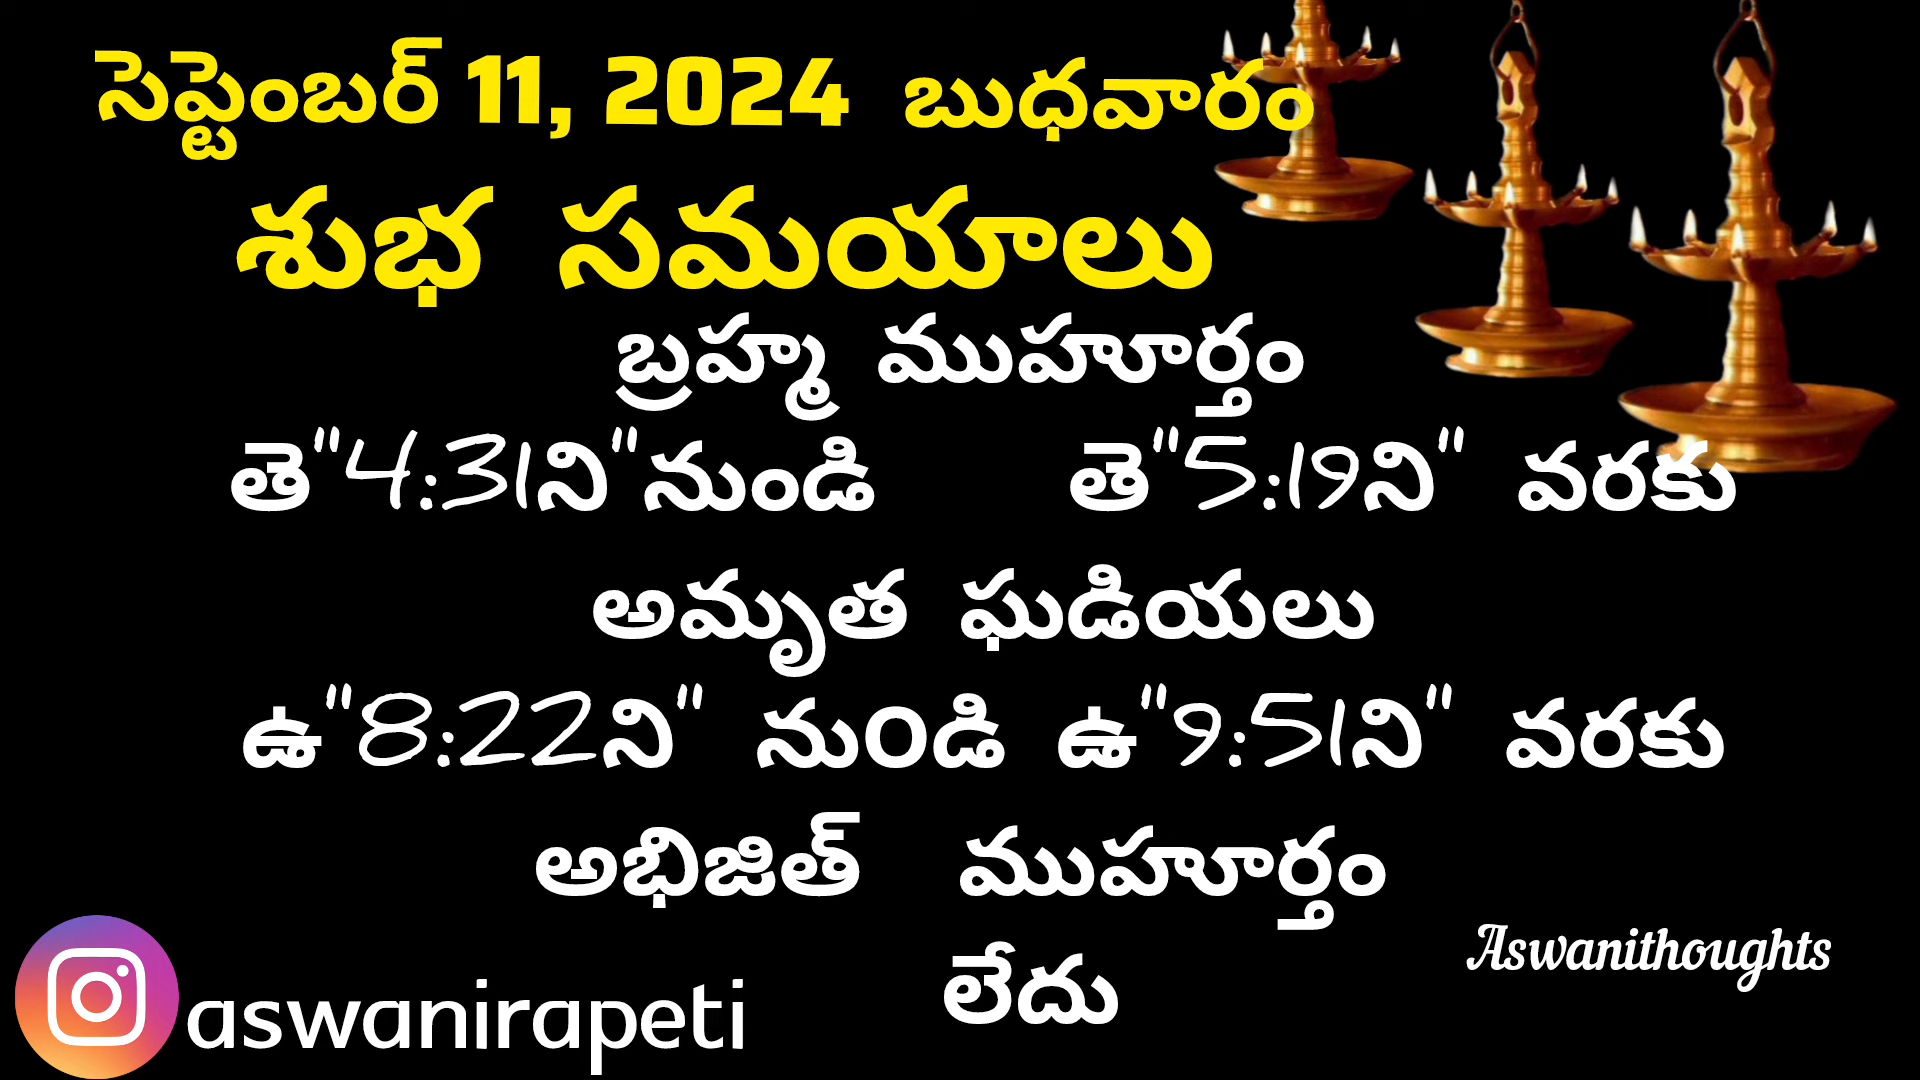 సెప్టెంబర్ 11, 2024 బుధవారం
శుభ సమయాలు
బ్రహ్మ ముహూర్తం
తె"4:31ని"నుండి తె"5:19ని" వరకు
అమృత ఘడియలు
ఉ"8:22ని" నుండి ఉ"9:51ని" వరకు
అభిజిత్ ముహూర్తం
లేదు
Aswanithoughts
aswanirapeti